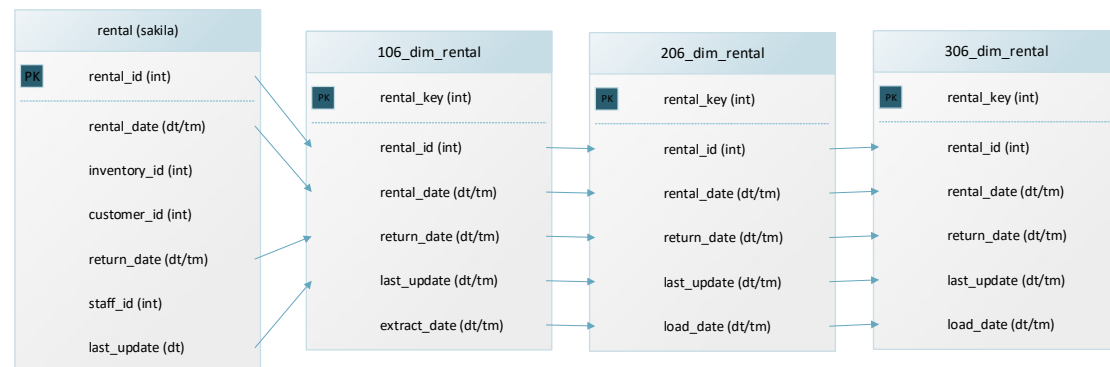 rental (sakila)
PK rental_id (int)
rental_date (dt/tm)
inventory_id (int)
customer_id (int)
return_date (dt/tm)
staff_id (int)
last_update (dt)
106_dim_rental
PK rental_key (int)
rental_id (int)
rental_date (dt/tm)
return_date (dt/tm)
last_update (dt/tm)
extract_date (dt/tm)
206_dim_rental
PK rental_key (int)
rental_id (int)
rental_date (dt/tm)
return_date (dt/tm)
last_update (dt/tm)
load_date (dt/tm)
306_dim_rental
PK rental_key (int)
rental_id (int)
rental_date (dt/tm)
return_date (dt/tm)
last_update (dt/tm)
load_date (dt/tm)